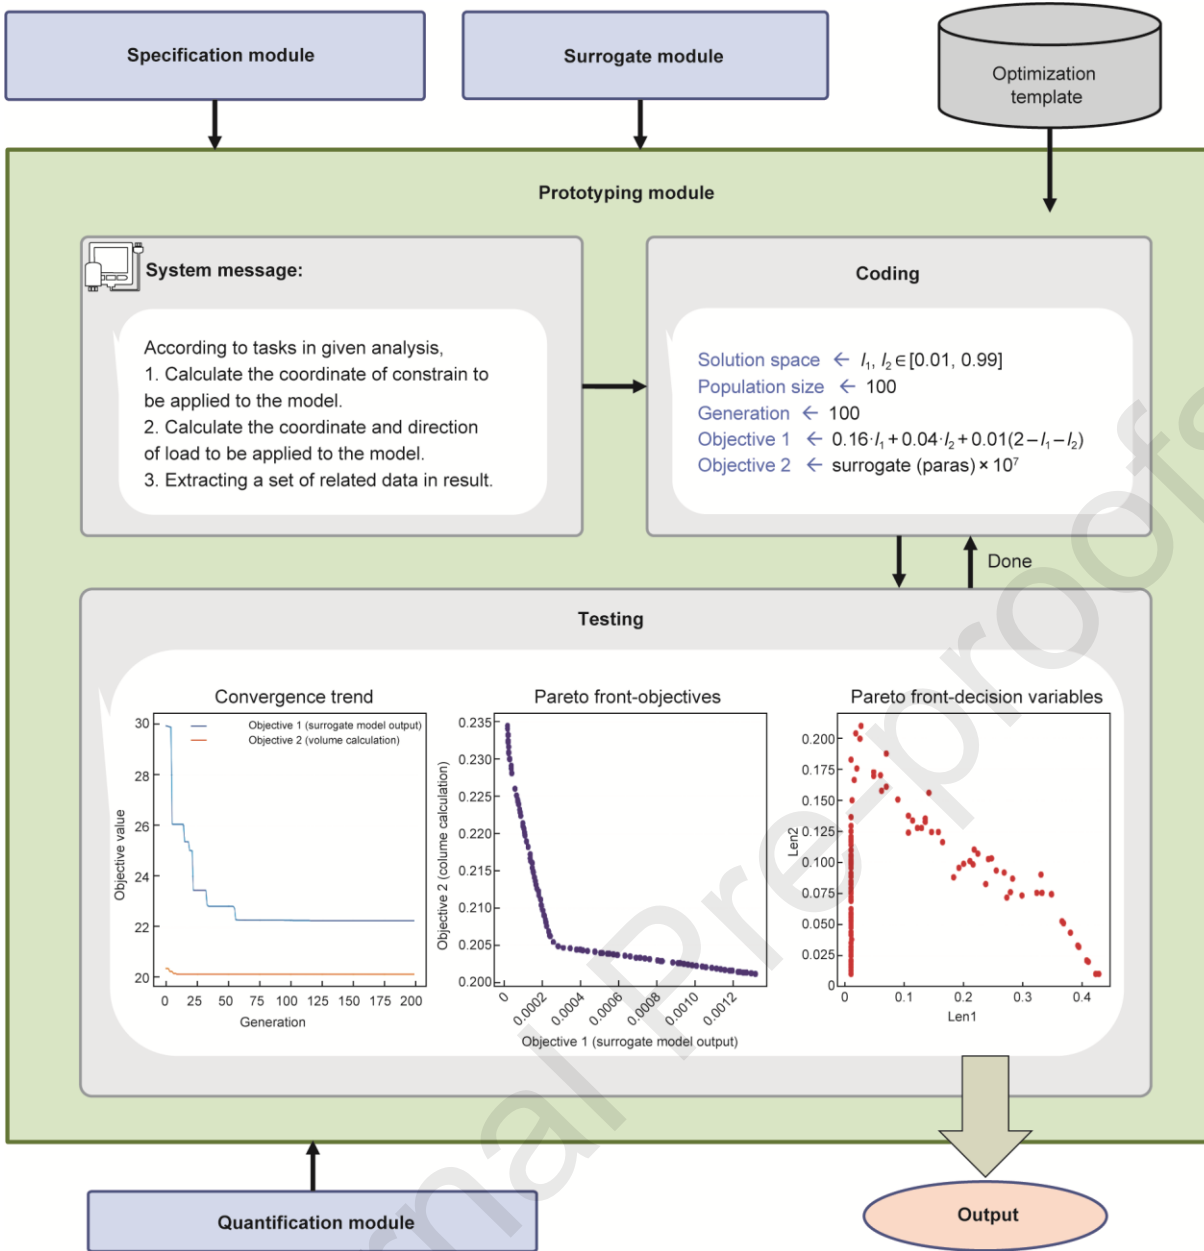 Specification module
Surrogate module
Optimization
template
Prototyping module
System message:
According to tasks in given analysis,
1. Calculate the coordinate of constrain to
be applied to the model.
2. Calculate the coordinate and direction
of load to be applied to the model.
3. Extracting a set of related data in result.
Coding
Solution space ← l₁, l₂ ∈ [0.01, 0.99]
Population size ← 100
Generation ← 100
Objective 1 ← 0.16·l₁ + 0.04·l₂ + 0.01(2 – l₁ – l₂)
Objective 2 ← surrogate (paras) × 10⁷
Done
Testing
Convergence trend
Objective 1 (surrogate model output)
Objective 2 (volume calculation)
Objective value
30
28
26
24
22
20
0 25 50 75 100 125 150 175 200
Generation
Pareto front-objectives
Objective 2 (column calculation)
0.235
0.230
0.225
0.220
0.215
0.210
0.205
0.200
0 0.0002 0.0004 0.0006 0.0008 0.0010 0.0012
Objective 1 (surrogate model output)
Pareto front-decision variables
Len2
0.200
0.175
0.150
0.125
0.100
0.075
0.050
0.025
0
0 0.1 0.2 0.3 0.4
Len1
Quantification module
Output
rnal Pre-proofs